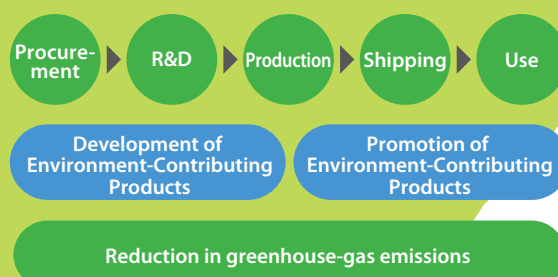 Procure-
ment
R&D
Production
Shipping
Use
Development of
Environment-Contributing
Products
Promotion of
Environment-Contributing
Products
Reduction in greenhouse-gas emissions